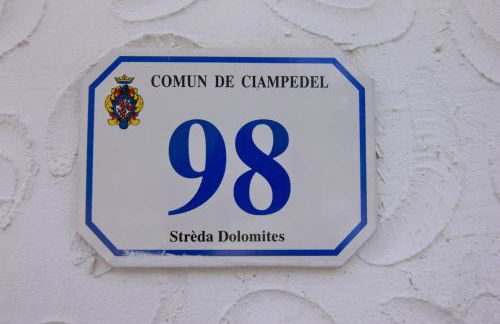 COMUN DE CIAMPEDEL
98
Strèda Dolomites